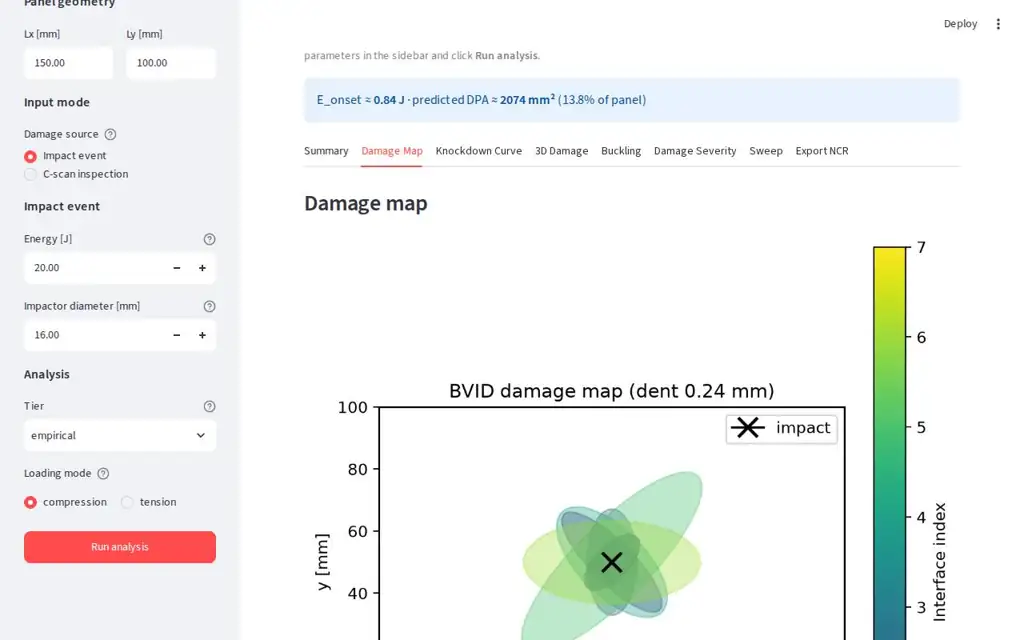 Panel geometry
Lx [mm]
Ly [mm]
150.00
100.00
Input mode
Damage source
Impact event
C-scan inspection
Impact event
Energy [J]
20.00
Impactor diameter [mm]
16.00
Analysis
Tier
empirical
Loading mode
compression
tension
Run analysis
Deploy
parameters in the sidebar and click Run analysis.
E_onset ≈ 0.84 J · predicted DPA ≈ 2074 mm² (13.8% of panel)
Summary
Damage Map
Knockdown Curve
3D Damage
Buckling
Damage Severity
Sweep
Export NCR
Damage map
BVID damage map (dent 0.24 mm)
impact
100
80
60
40
y [mm]
7
6
5
4
3
Interface index